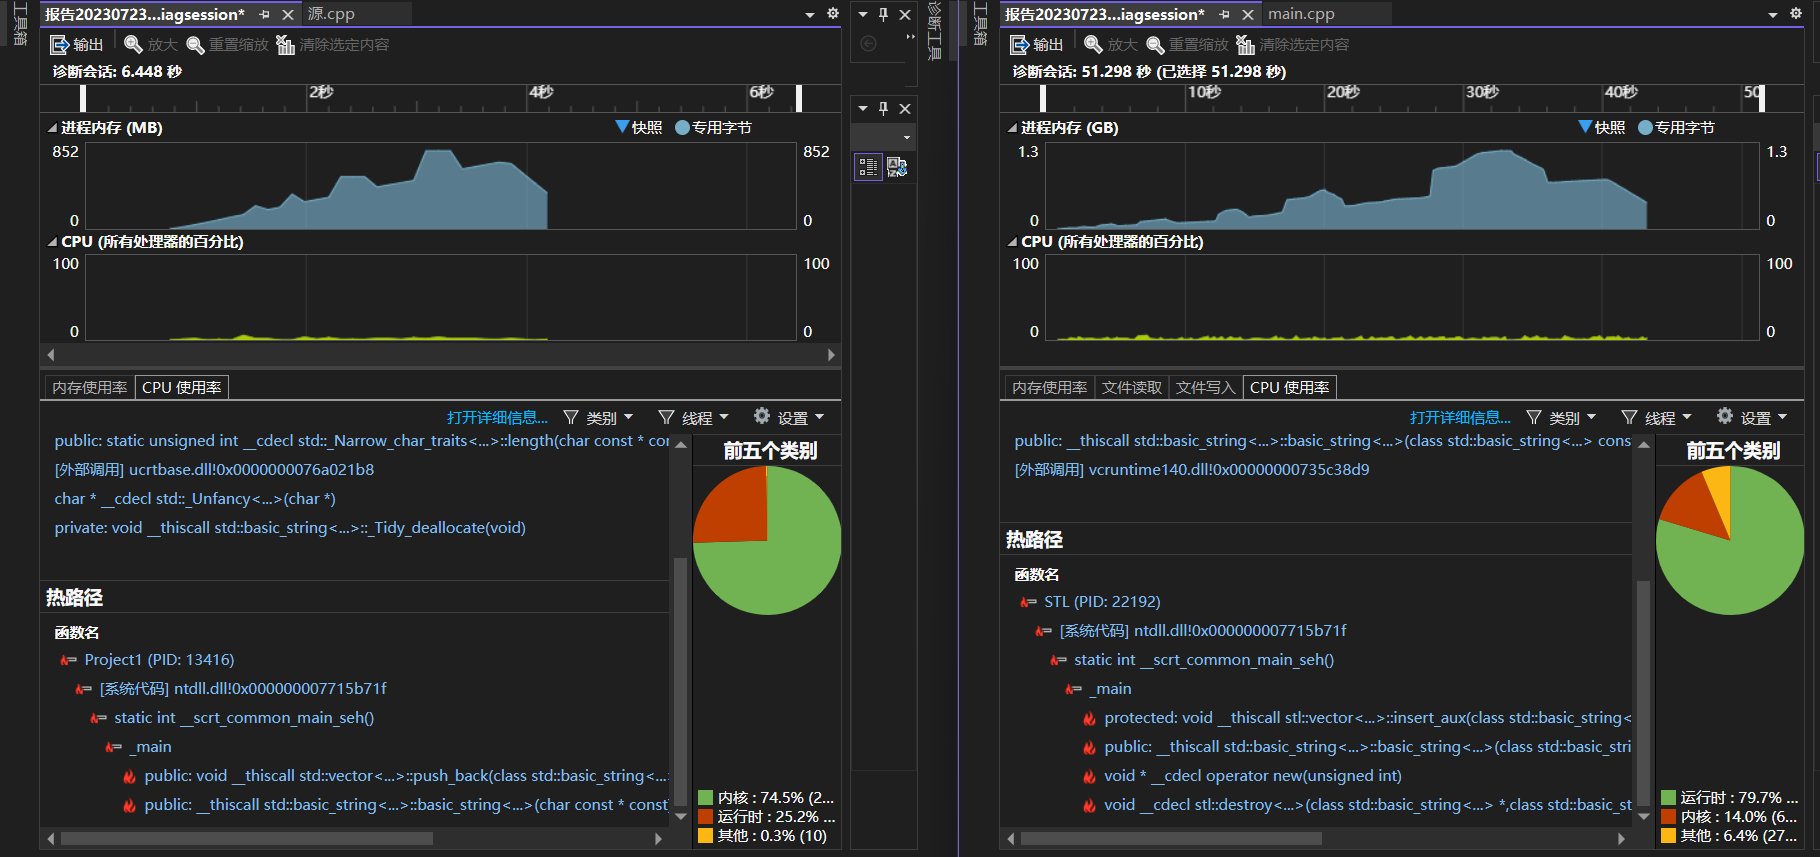 工具箱
报告20230723...iagsession*
源.cpp
输出
放大
重置缩放
清除选定内容
诊断会话: 6.448 秒
2秒
4秒
6秒
进程内存 (MB)
快照
专用字节
852
852
0
0
CPU (所有处理器的百分比)
100
100
0
0
内存使用率
CPU 使用率
打开详细信息...
类别
线程
设置
public: static unsigned int __cdecl std::_Narrow_char_traits<...>::length(char const * con
[外部调用] ucrtbase.dll!0x0000000076a021b8
char * __cdecl std::_Unfancy<...>(char *)
private: void __thiscall std::basic_string<...>::_Tidy_deallocate(void)
热路径
函数名
Project1 (PID: 13416)
[系统代码] ntdll.dll!0x000000007715b71f
static int __scrt_common_main_seh()
_main
public: void __thiscall std::vector<...>::push_back(class std::basic_string<...
public: __thiscall std::basic_string<...>::basic_string<...>(char const * const)
前五个类别
内核 : 74.5% (2...
运行时 : 25.2% ...
其他 : 0.3% (10)
诊断工具
工具箱
报告20230723...iagsession*
main.cpp
输出
放大
重置缩放
清除选定内容
诊断会话: 51.298 秒 (已选择 51.298 秒)
10秒
20秒
30秒
40秒
50
进程内存 (GB)
快照
专用字节
1.3
1.3
0
0
CPU (所有处理器的百分比)
100
100
0
0
内存使用率
文件读取
文件写入
CPU 使用率
打开详细信息...
类别
线程
设置
public: __thiscall std::basic_string<...>::basic_string<...>(class std::basic_string<...> cons
[外部调用] vcruntime140.dll!0x00000000735c38d9
热路径
函数名
STL (PID: 22192)
[系统代码] ntdll.dll!0x000000007715b71f
static int __scrt_common_main_seh()
_main
protected: void __thiscall stl::vector<...>::insert_aux(class std::basic_string<
public: __thiscall std::basic_string<...>::basic_string<...>(class std::basic_stri
void * __cdecl operator new(unsigned int)
void __cdecl stl::destroy<...>(class std::basic_string<...> *,class std::basic_st
前五个类别
运行时 : 79.7% ...
内核 : 14.0% (6...
其他 : 6.4% (27...